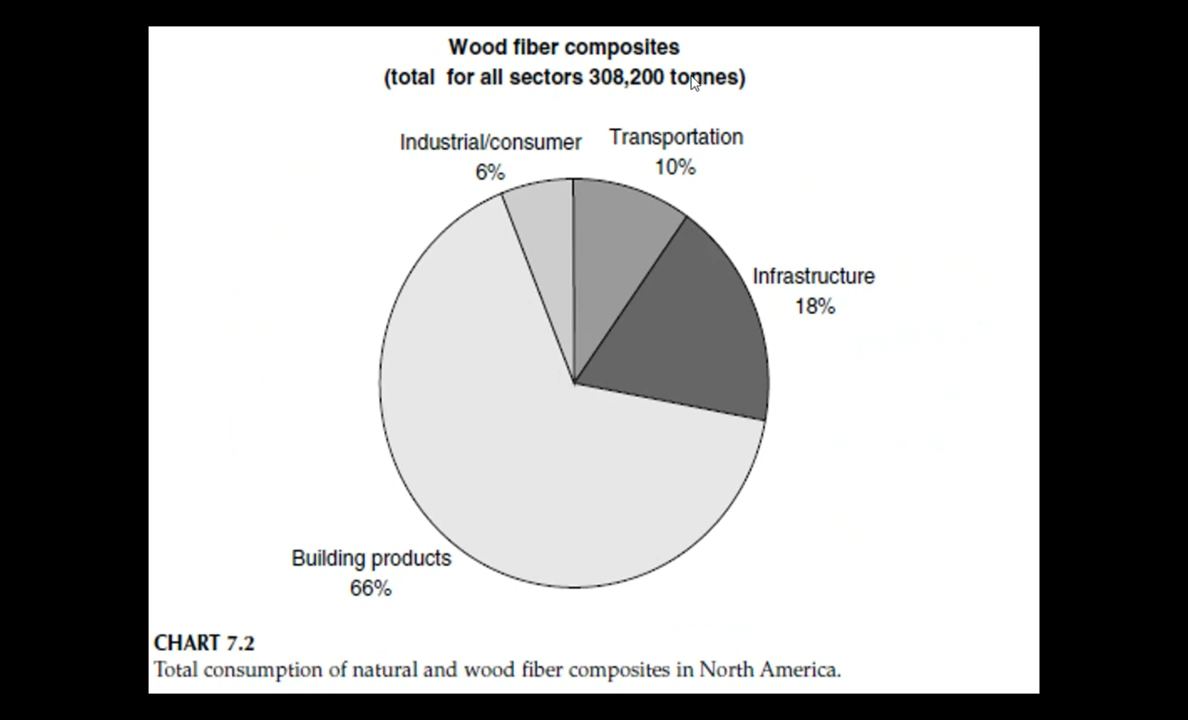 Wood fiber composites
(total for all sectors 308,200 tonnes)
Industrial/consumer
6%
Transportation
10%
Infrastructure
18%
Building products
66%
CHART 7.2
Total consumption of natural and wood fiber composites in North America.